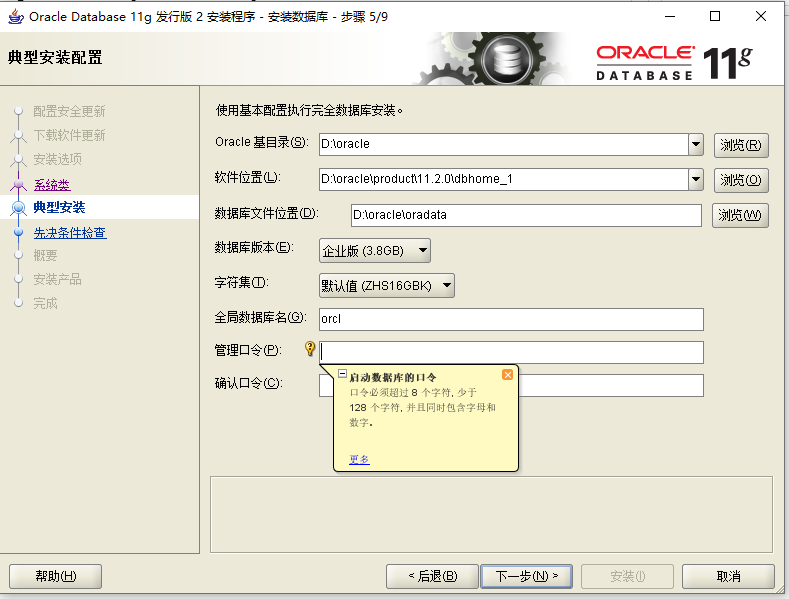 Oracle Database 11g 发行版 2 安装程序 - 安装数据库 - 步骤 5/9
典型安装配置
ORACLE
DATABASE 11g
配置安全更新
下载软件更新
安装选项
系统类
典型安装
先决条件检查
概要
安装产品
完成
使用基本配置执行完全数据库安装。
Oracle 基目录(S): D:\oracle 浏览(R)
软件位置(L): D:\oracle\product\11.2.0\dbhome_1 浏览(O)
数据库文件位置(D): D:\oracle\oradata 浏览(W)
数据库版本(E): 企业版 (3.8GB)
字符集(T): 默认值 (ZHS16GBK)
全局数据库名(G): orcl
管理口令(P):
确认口令(C):
启动数据库的口令
口令必须超过 8 个字符, 少于
128 个字符, 并且同时包含字母和
数字。
更多
帮助(H) < 后退(B) 下一步(N) > 安装(I) 取消